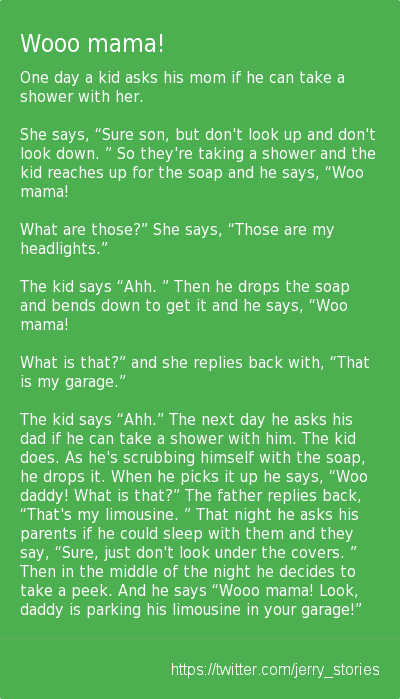 Wooo mama!
One day a kid asks his mom if he can take a
shower with her.
She says, “Sure son, but don't look up and don't
look down. ” So they're taking a shower and the
kid reaches up for the soap and he says, “Woo
mama!
What are those?” She says, “Those are my
headlights.”
The kid says “Ahh. ” Then he drops the soap
and bends down to get it and he says, “Woo
mama!
What is that?” and she replies back with, “That
is my garage.”
The kid says “Ahh.” The next day he asks his
dad if he can take a shower with him. The kid
does. As he's scrubbing himself with the soap,
he drops it. When he picks it up he says, “Woo
daddy! What is that?” The father replies back,
“That's my limousine. ” That night he asks his
parents if he could sleep with them and they
say, “Sure, just don't look under the covers. ”
Then in the middle of the night he decides to
take a peek. And he says “Wooo mama! Look,
daddy is parking his limousine in your garage!”
https://twitter.com/jerry_stories